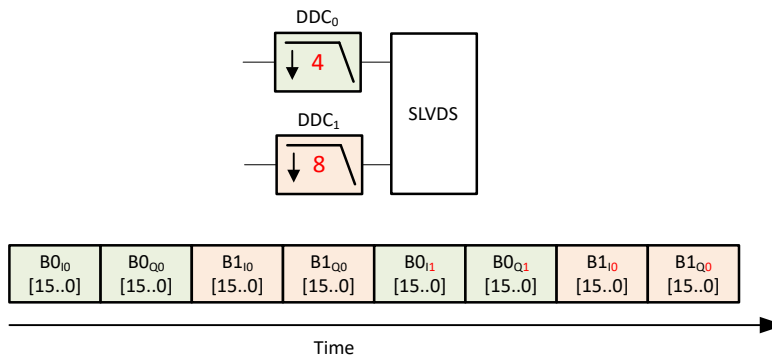 DDC0
4
SLVDS
DDC1
8
B0I0 B0Q0 B1I0 B1Q0 B0I1 B0Q1 B1I0 B1Q0
[15..0] [15..0] [15..0] [15..0] [15..0] [15..0] [15..0] [15..0]
Time